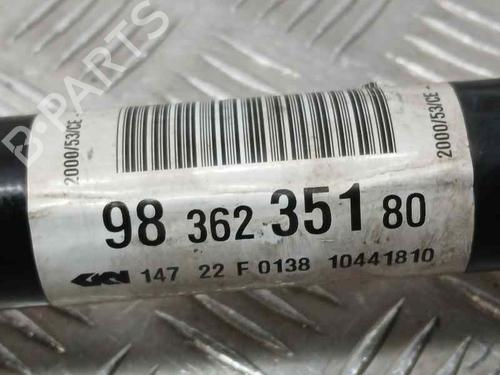 B-PARTS
2000/53/CE -
2000/53/CE -
98 362 351 80
GKN 147 22 F 0138 10441810